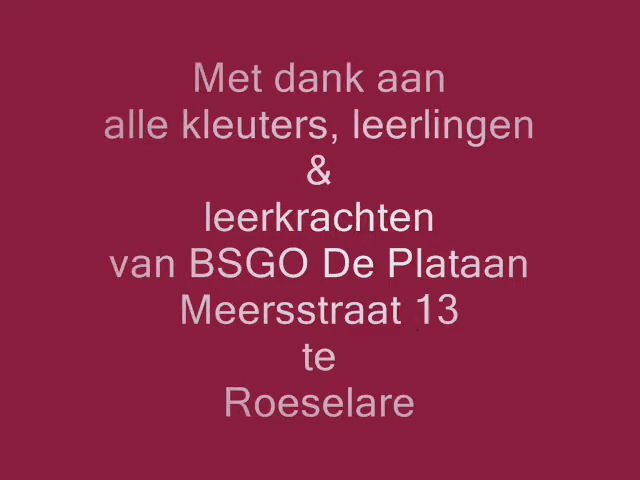 Met dank aan
alle kleuters, leerlingen
&
leerkrachten
van BSGO De Plataan
Meersstraat 13
te
Roeselare